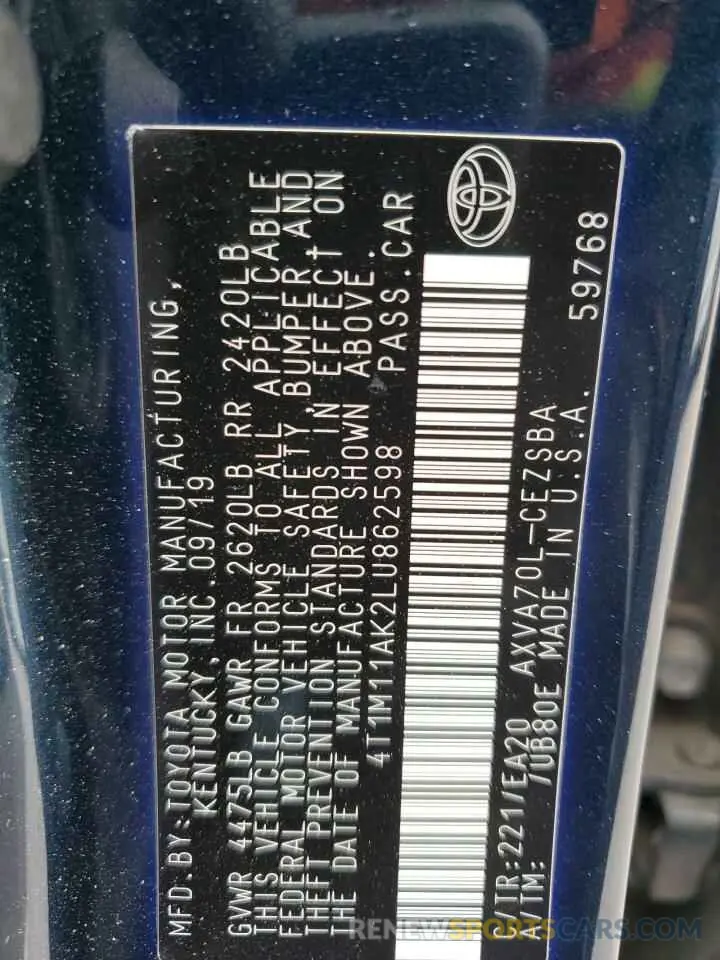 MFD.BY:TOYOTA MOTOR MANUFACTURING,
KENTUCKY, INC.09/19
GVWR 4475LB GAWR FR 2620LB RR 2420LB
THIS VEHICLE CONFORMS TO ALL APPLICABLE
FEDERAL MOTOR VEHICLE SAFETY, BUMPER AND
THEFT PREVENTION STANDARDS IN EFFECT ON
THE DATE OF MANUFACTURE SHOWN ABOVE.
4T1M11AK2LU862598 PASS.CAR
C/TR:221/EA20 AXVA70L-CEZSBA
/TM: /UB80E MADE IN U.S.A. 59768
RENEWSPORTSCARS.COM